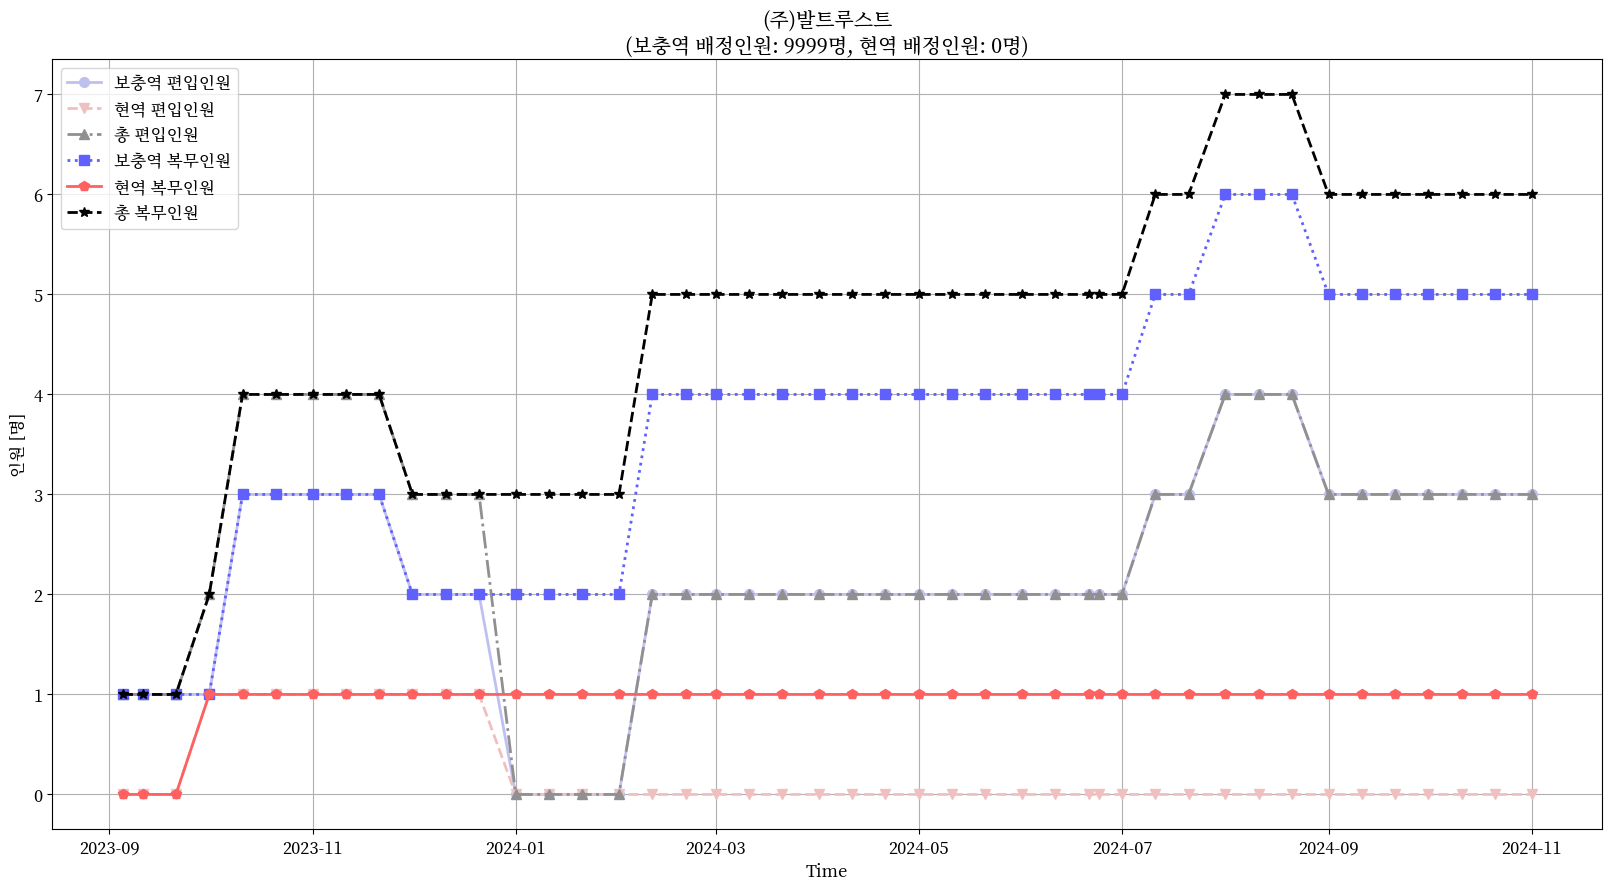 (주)발트루스트
(보충역 배정인원: 9999명, 현역 배정인원: 0명)
보충역 편입인원
현역 편입인원
총 편입인원
보충역 복무인원
현역 복무인원
총 복무인원
7
6
5
4
3
2
1
0
인원 [명]
2023-09
2023-11
2024-01
2024-03
2024-05
2024-07
2024-09
2024-11
Time